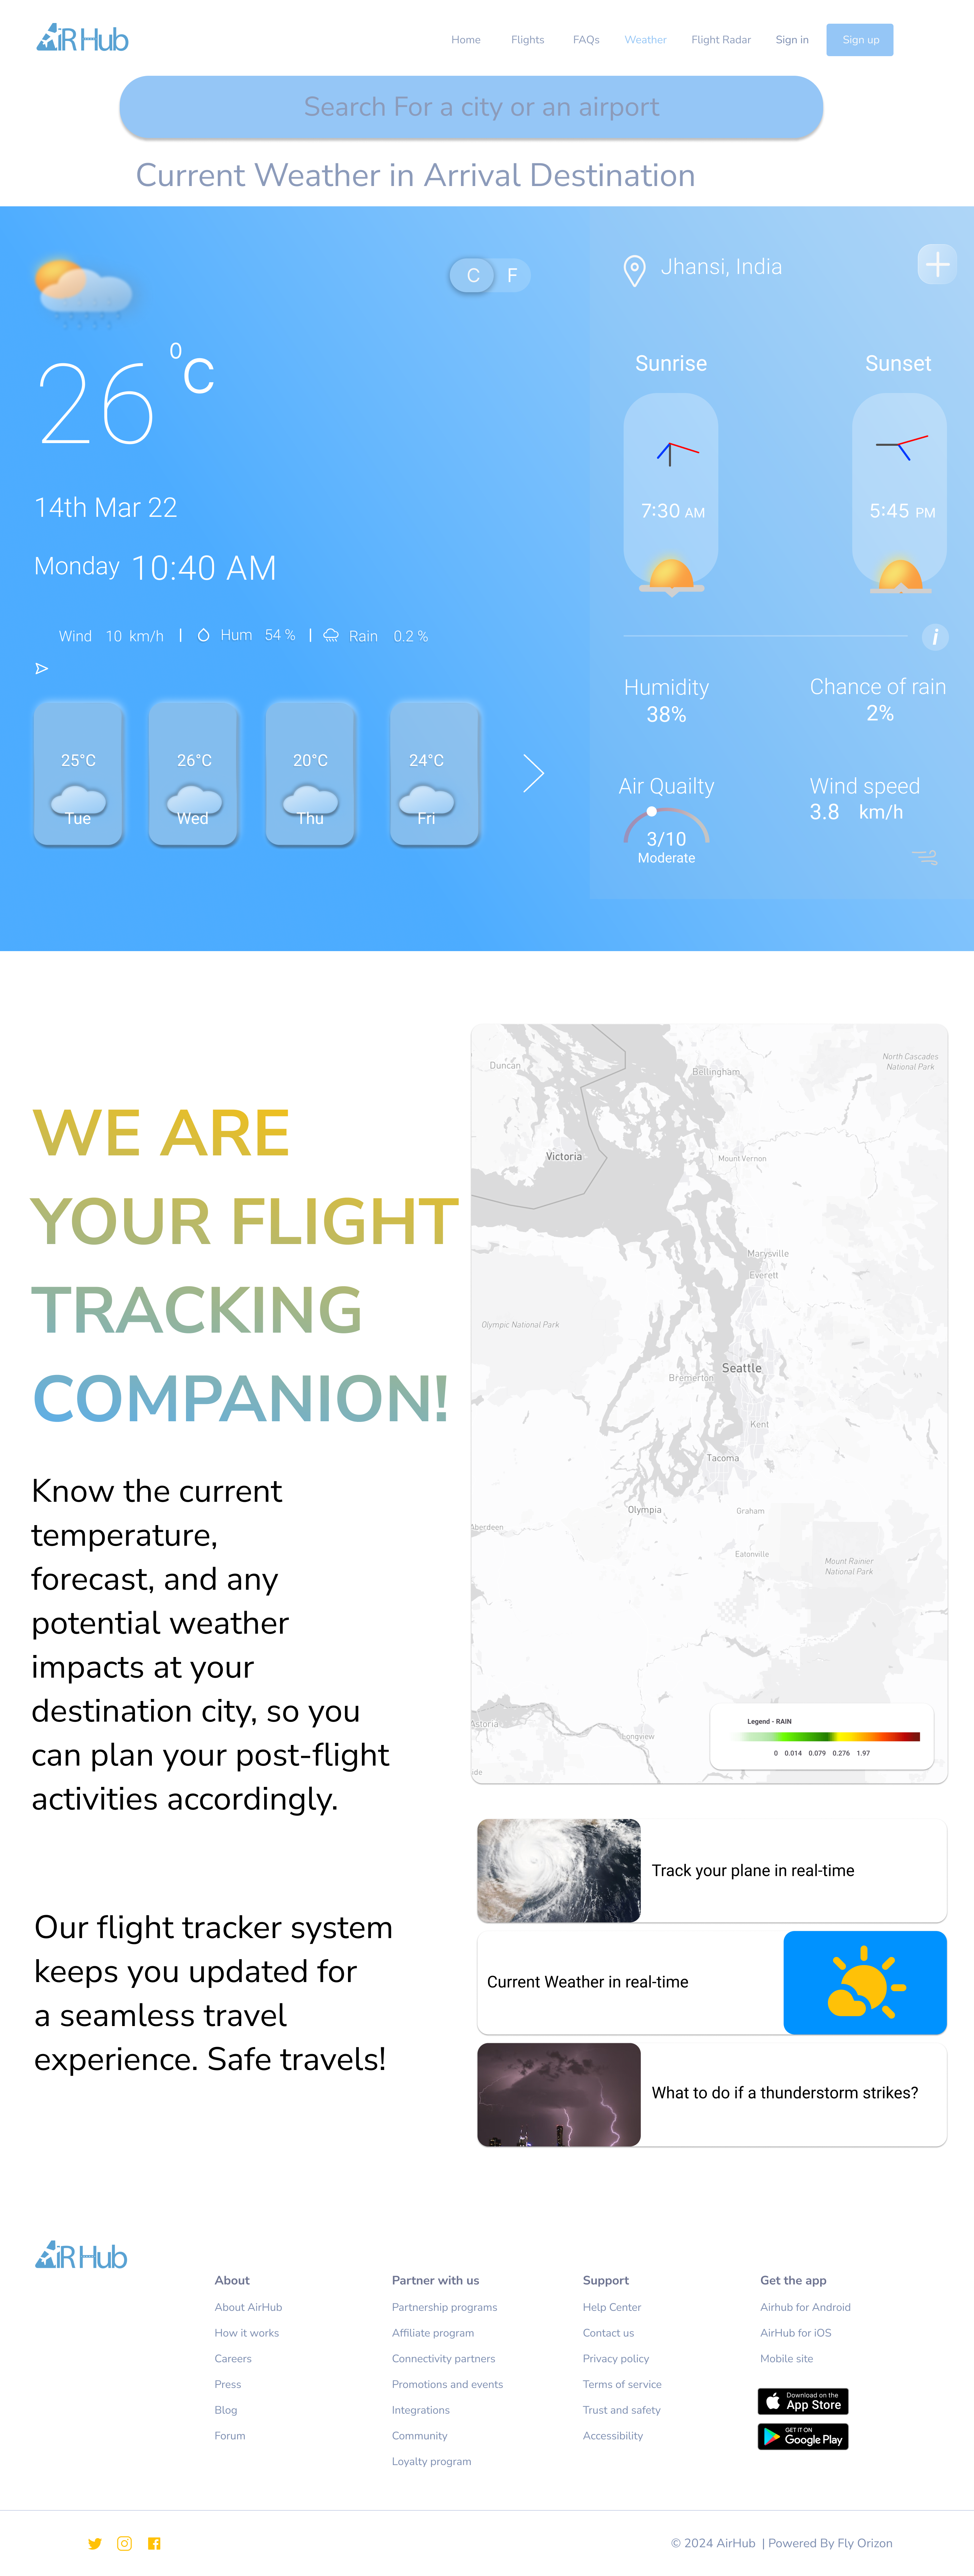 AiR Hub
Home Flights FAQs Weather Flight Radar Sign in Sign up
Search For a city or an airport
Current Weather in Arrival Destination
C F
Jhansi, India
26 0C
Sunrise Sunset
7:30 AM
5:45 PM
14th Mar 22
Monday 10:40 AM
Wind 10 km/h | Hum 54 % | Rain 0.2 %
i
Humidity
38%
Chance of rain
2%
25°C
Tue
26°C
Wed
20°C
Thu
24°C
Fri
Air Quailty
3/10
Moderate
Wind speed
3.8 km/h
WE ARE
YOUR FLIGHT
TRACKING
COMPANION!
Know the current
temperature,
forecast, and any
potential weather
impacts at your
destination city, so you
can plan your post-flight
activities accordingly.
Our flight tracker system
keeps you updated for
a seamless travel
experience. Safe travels!
Duncan
Bellingham
North Cascades
National Park
Victoria
Mount Vernon
Marysville
Everett
Olympic National Park
Seattle
Bremerton
Kent
Tacoma
Olympia
Graham
Aberdeen
Eatonville
Mount Rainier
National Park
Astoria
ongview
ide
Legend - RAIN
0 0.014 0.079 0.276 1.97
Track your plane in real-time
Current Weather in real-time
What to do if a thunderstorm strikes?
AiR Hub
About
About AirHub
How it works
Careers
Press
Blog
Forum
Partner with us
Partnership programs
Affiliate program
Connectivity partners
Promotions and events
Integrations
Community
Loyalty program
Support
Help Center
Contact us
Privacy policy
Terms of service
Trust and safety
Accessibility
Get the app
Airhub for Android
AirHub for iOS
Mobile site
Download on the
App Store
GET IT ON
Google Play
© 2024 AirHub | Powered By Fly Orizon